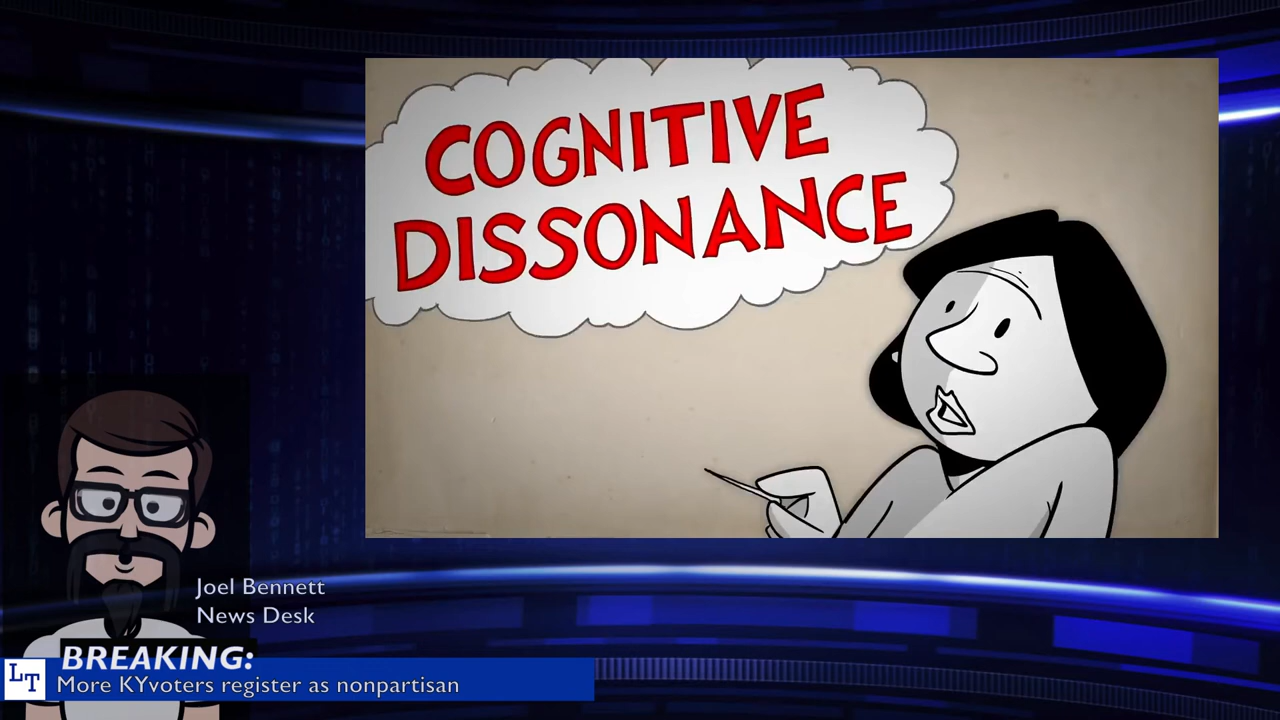 COGNITIVE
DISSONANCE
Joel Bennett
News Desk
BREAKING:
LT
More KYvoters register as nonpartisan